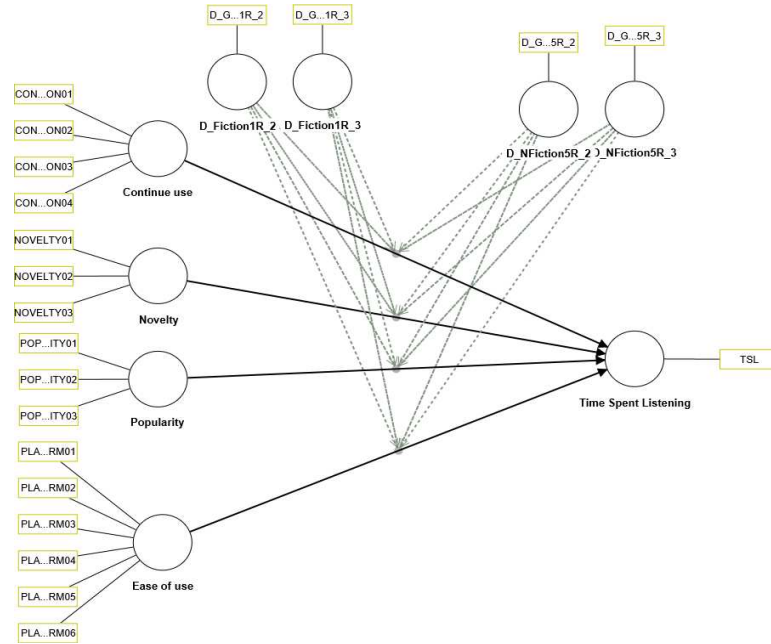 D_G...1R_2
D_G...1R_3
D_G...5R_2
D_G...5R_3
D_Fiction1R_2
D_Fiction1R_3
D_NFiction5R_2
D_NFiction5R_3
CON...ON01
CON...ON02
CON...ON03
CON...ON04
Continue use
NOVELTY01
NOVELTY02
NOVELTY03
Novelty
POP...ITY01
POP...ITY02
POP...ITY03
Popularity
TSL
Time Spent Listening
PLA...RM01
PLA...RM02
PLA...RM03
PLA...RM04
PLA...RM05
PLA...RM06
Ease of use